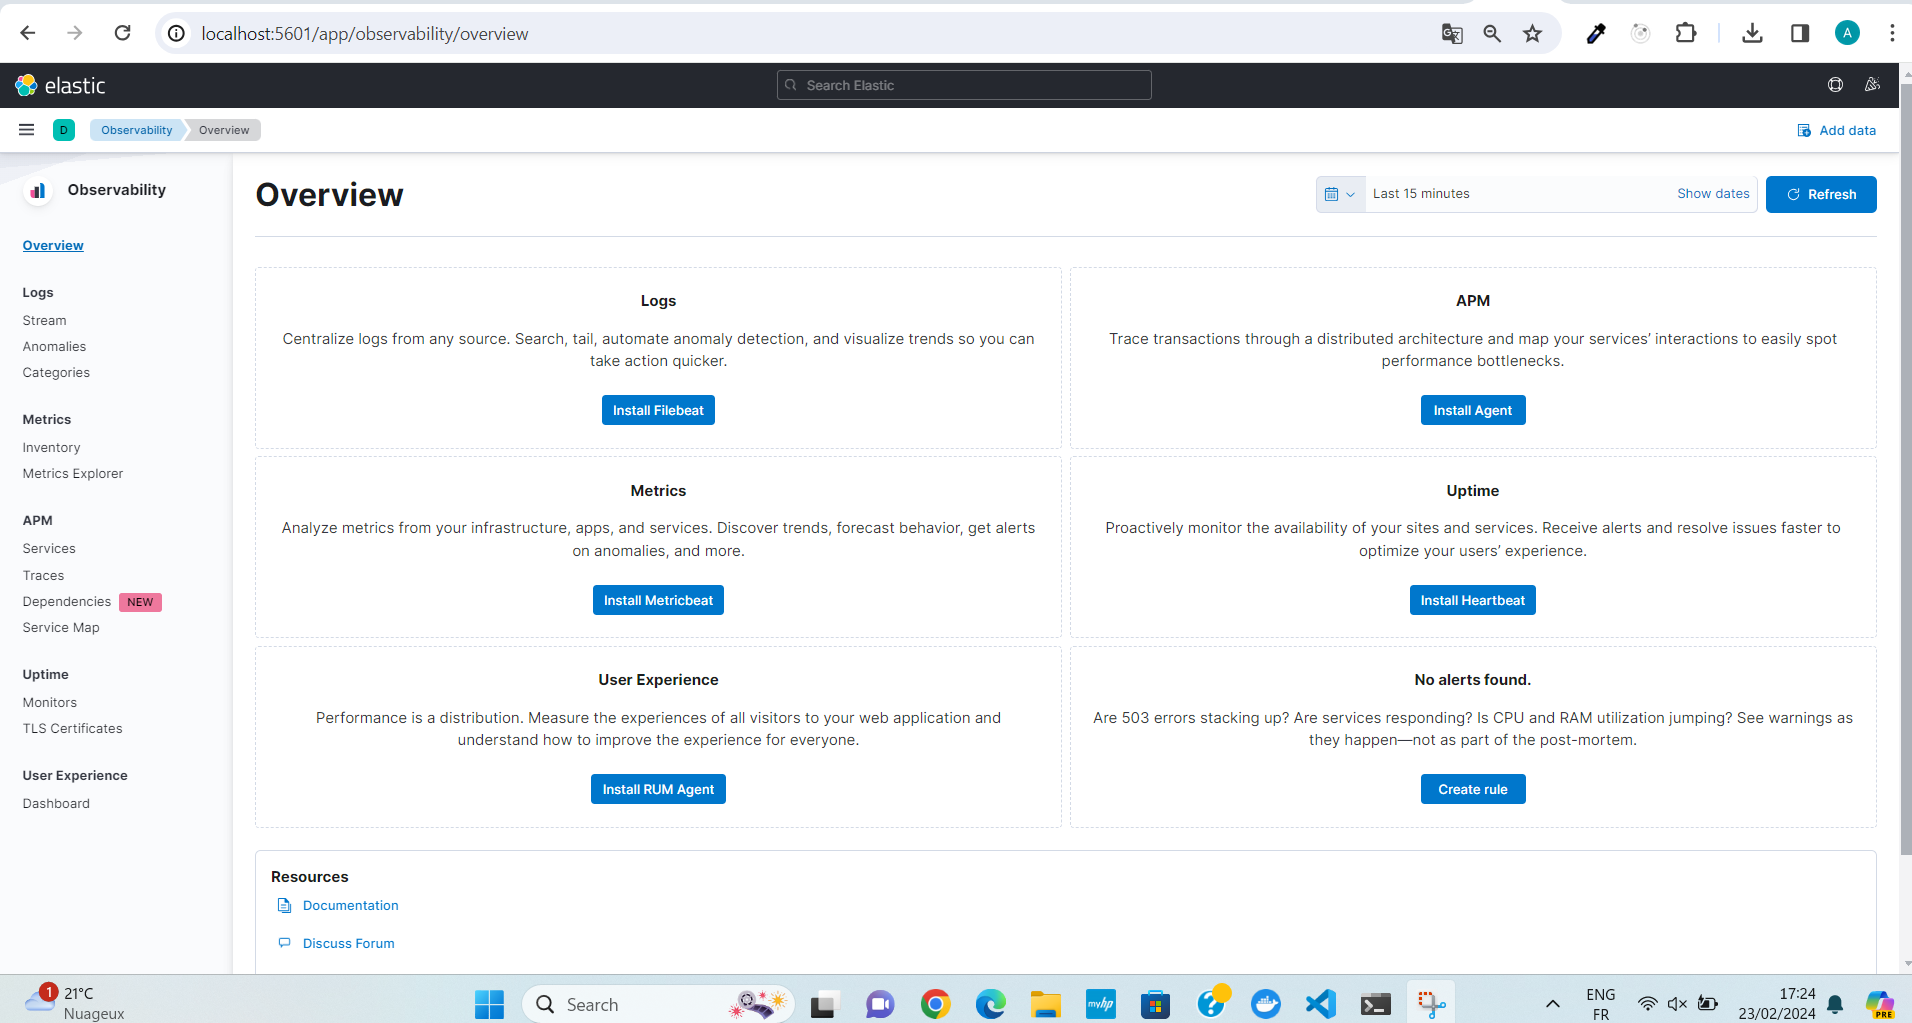 localhost:5601/app/observability/overview
A
elastic
Search Elastic
D
Observability
Overview
Add data
Observability
Overview
Logs
Stream
Anomalies
Categories
Metrics
Inventory
Metrics Explorer
APM
Services
Traces
Dependencies NEW
Service Map
Uptime
Monitors
TLS Certificates
User Experience
Dashboard
Overview
Last 15 minutes
Show dates
Refresh
Logs
Centralize logs from any source. Search, tail, automate anomaly detection, and visualize trends so you can
take action quicker.
Install Filebeat
APM
Trace transactions through a distributed architecture and map your services’ interactions to easily spot
performance bottlenecks.
Install Agent
Metrics
Analyze metrics from your infrastructure, apps, and services. Discover trends, forecast behavior, get alerts
on anomalies, and more.
Install Metricbeat
Uptime
Proactively monitor the availability of your sites and services. Receive alerts and resolve issues faster to
optimize your users’ experience.
Install Heartbeat
User Experience
Performance is a distribution. Measure the experiences of all visitors to your web application and
understand how to improve the experience for everyone.
Install RUM Agent
No alerts found.
Are 503 errors stacking up? Are services responding? Is CPU and RAM utilization jumping? See warnings as
they happen—not as part of the post-mortem.
Create rule
Resources
Documentation
Discuss Forum
1
21°C
Nuageux
Search
myhp
ENG
FR
17:24
23/02/2024
PRE